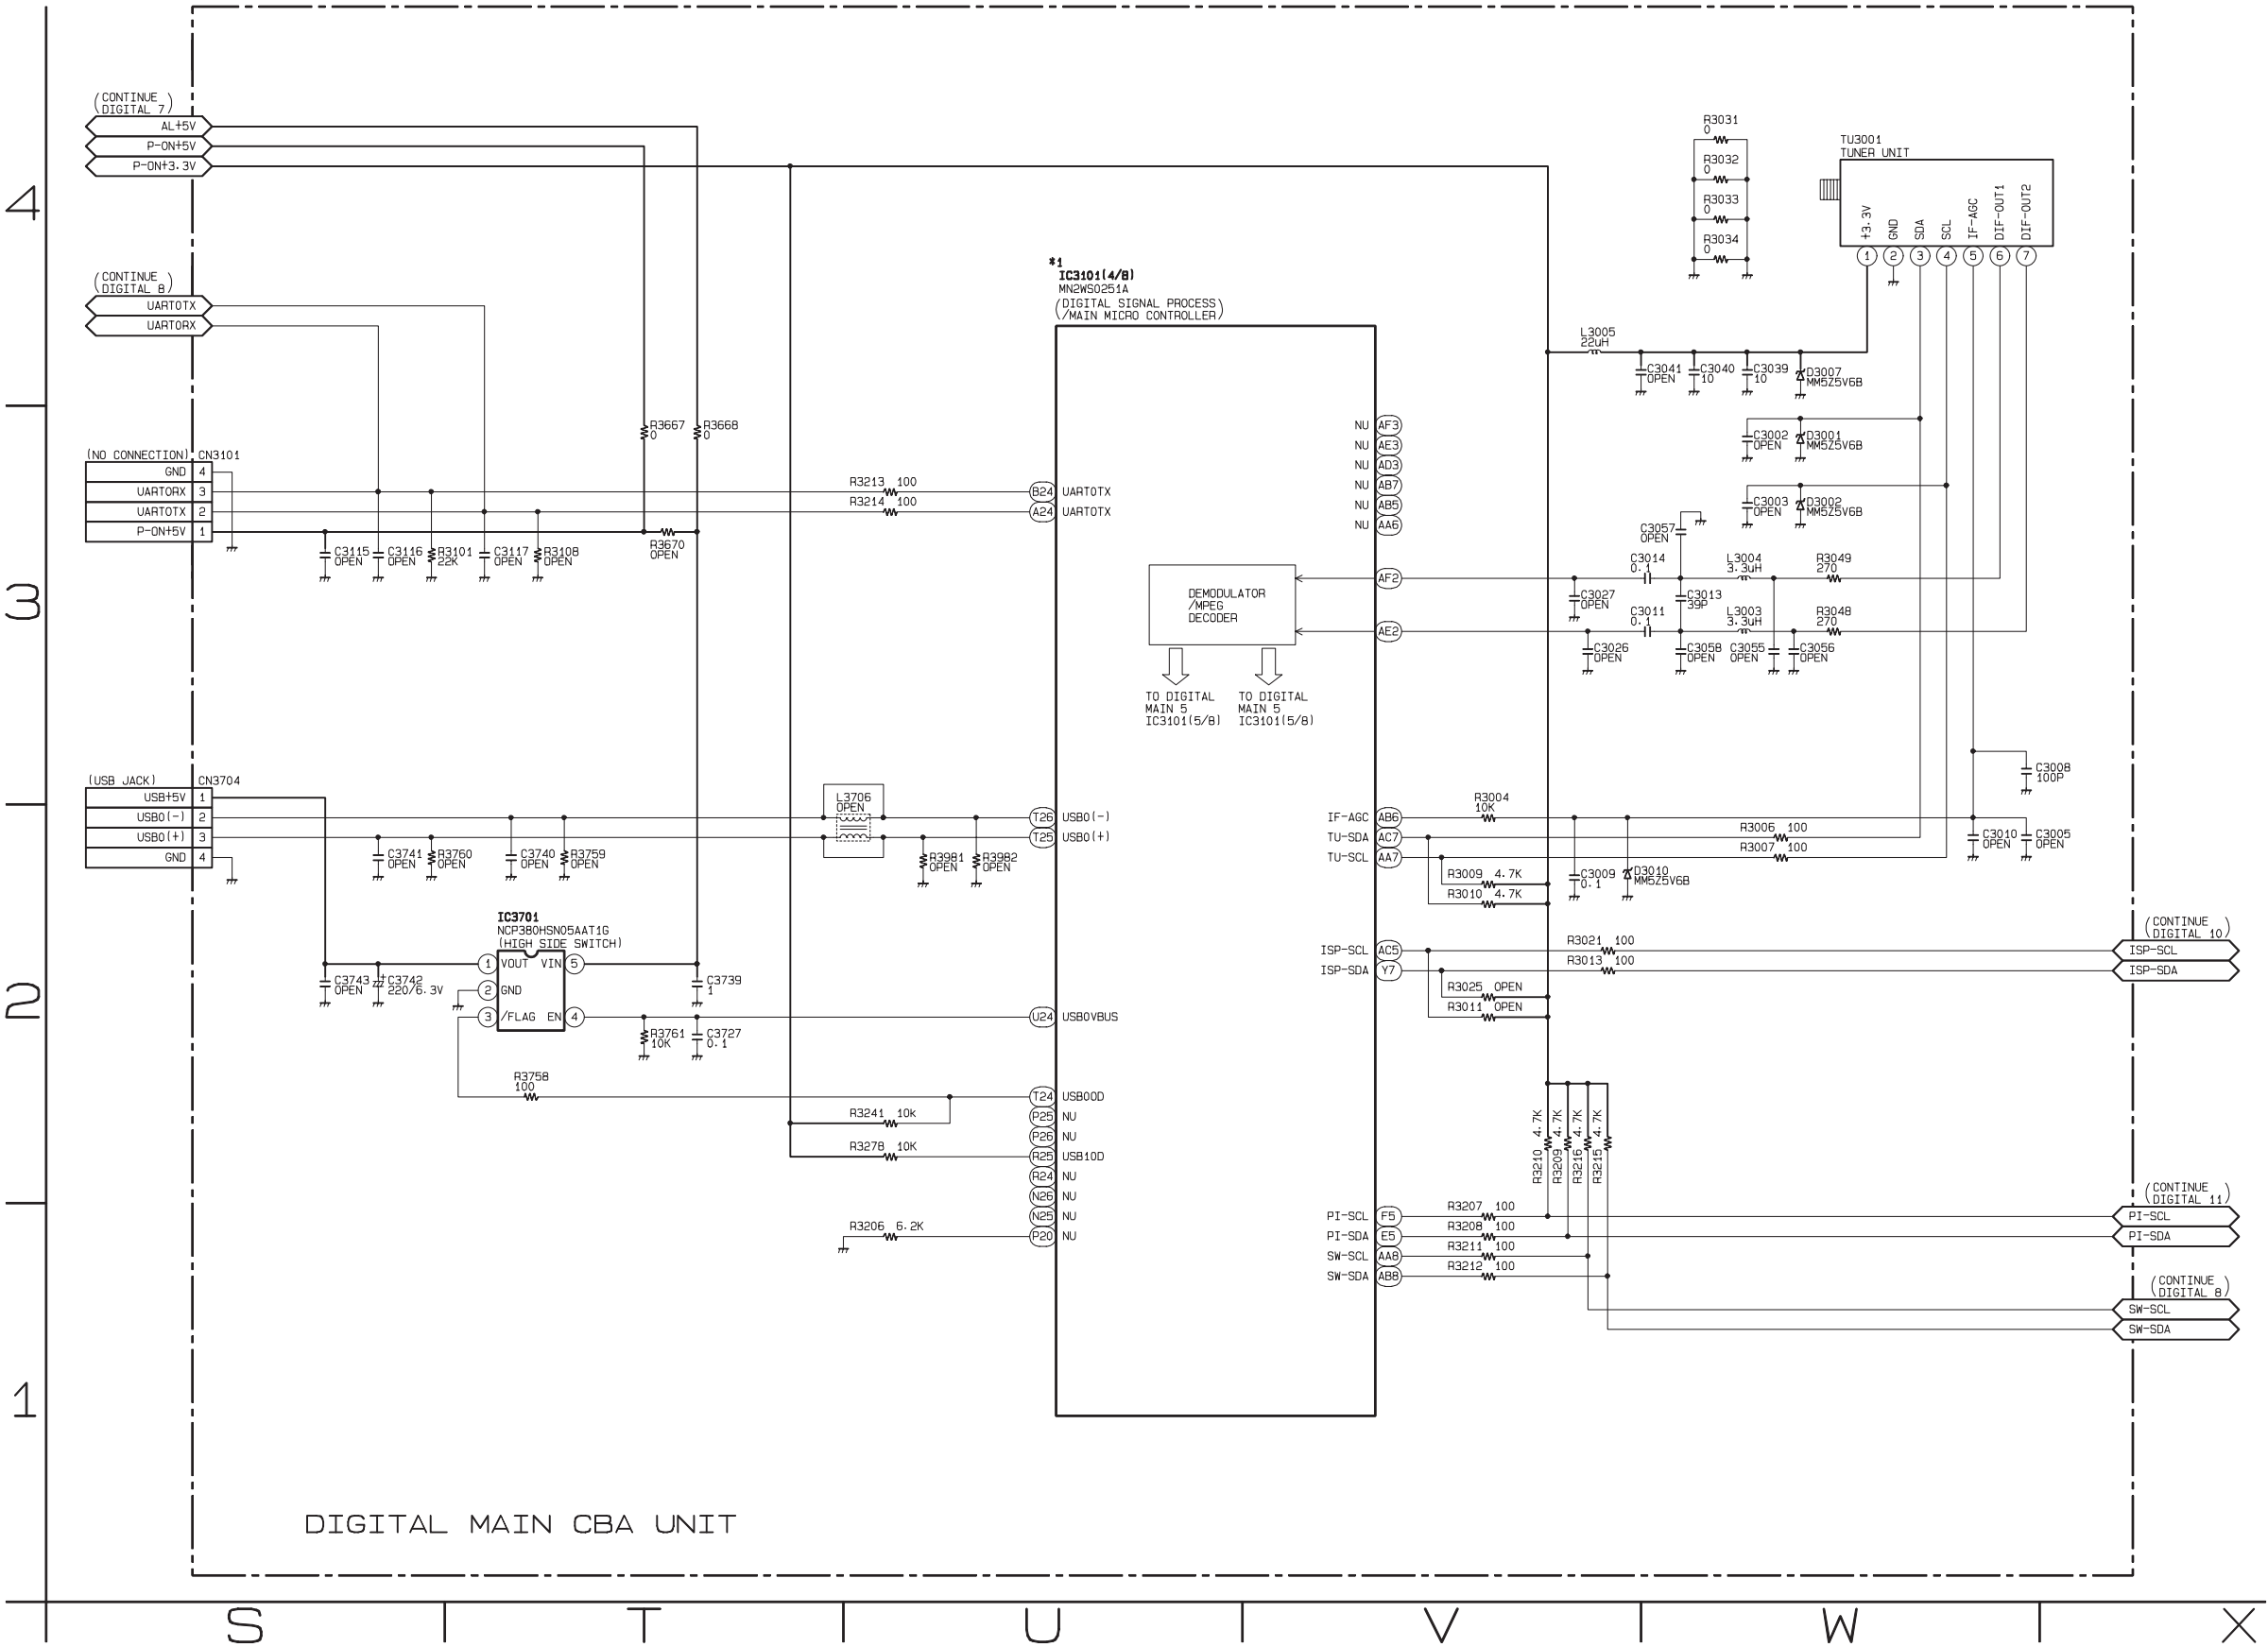 (CONTINUE
DIGITAL 7)
AL+5V
P-ON+5V
P-ON+3.3V
(CONTINUE
DIGITAL 8)
UART0TX
UART0RX
(NO CONNECTION) CN3101
GND 4
UART0RX 3
UART0TX 2
P-ON+5V 1
C3115
OPEN
C3116
OPEN
R3101
22K
C3117
OPEN
R3108
OPEN
R3667
0
R3668
0
R3670
OPEN
R3213 100
R3214 100
(USB JACK) CN3704
USB+5V 1
USB0(-) 2
USB0(+) 3
GND 4
C3741
OPEN
R3760
OPEN
C3740
OPEN
R3759
OPEN
L3706
OPEN
R3981
OPEN
R3982
OPEN
IC3701
NCP380HSN05AAT1G
(HIGH SIDE SWITCH)
1 VOUT VIN 5
2 GND
3 /FLAG EN 4
C3743
OPEN
+
C3742
220/6.3V
C3739
1
R3761
10K
C3727
0.1
R3758
100
R3241 10k
R3278 10K
R3206 6.2K
*1
IC3101(4/8)
MN2WS0251A
(DIGITAL SIGNAL PROCESS
/MAIN MICRO CONTROLLER)
B24 UART0TX
A24 UART0TX
T26 USB0(-)
T25 USB0(+)
U24 USB0VBUS
T24 USB0OD
P25 NU
P26 NU
R25 USB1OD
R24 NU
N26 NU
N25 NU
P20 NU
NU AF3
NU AE3
NU AD3
NU AB7
NU AB5
NU AA6
AF2
AE2
DEMODULATOR
/MPEG
DECODER
TO DIGITAL
MAIN 5
IC3101(5/8)
TO DIGITAL
MAIN 5
IC3101(5/8)
IF-AGC AB6
TU-SDA AC7
TU-SCL AA7
ISP-SCL AC5
ISP-SDA Y7
PI-SCL F5
PI-SDA E5
SW-SCL AA8
SW-SDA AB8
R3031
0
R3032
0
R3033
0
R3034
0
TU3001
TUNER UNIT
+3.3V
GND
SDA
SCL
IF-AGC
DIF-OUT1
DIF-OUT2
1 2 3 4 5 6 7
L3005
22uH
C3041
OPEN
C3040
10
C3039
10
D3007
MM5Z5V6B
C3002
OPEN
D3001
MM5Z5V6B
C3003
OPEN
D3002
MM5Z5V6B
C3057
OPEN
C3014
0.1
L3004
3.3uH
R3049
270
C3027
OPEN
C3013
39P
C3011
0.1
L3003
3.3uH
R3048
270
C3026
OPEN
C3058
OPEN
C3055
OPEN
C3056
OPEN
C3008
100P
R3004
10K
R3006 100
R3007 100
C3010
OPEN
C3005
OPEN
R3009 4.7K
R3010 4.7K
C3009
0.1
D3010
MM5Z5V6B
R3021 100
R3013 100
R3025 OPEN
R3011 OPEN
R3210 4.7K
R3209 4.7K
R3216 4.7K
R3215 4.7K
R3207 100
R3208 100
R3211 100
R3212 100
(CONTINUE
DIGITAL 10)
ISP-SCL
ISP-SDA
(CONTINUE
DIGITAL 11)
PI-SCL
PI-SDA
(CONTINUE
DIGITAL 8)
SW-SCL
SW-SDA
4
3
2
1
DIGITAL MAIN CBA UNIT
S T U V W X